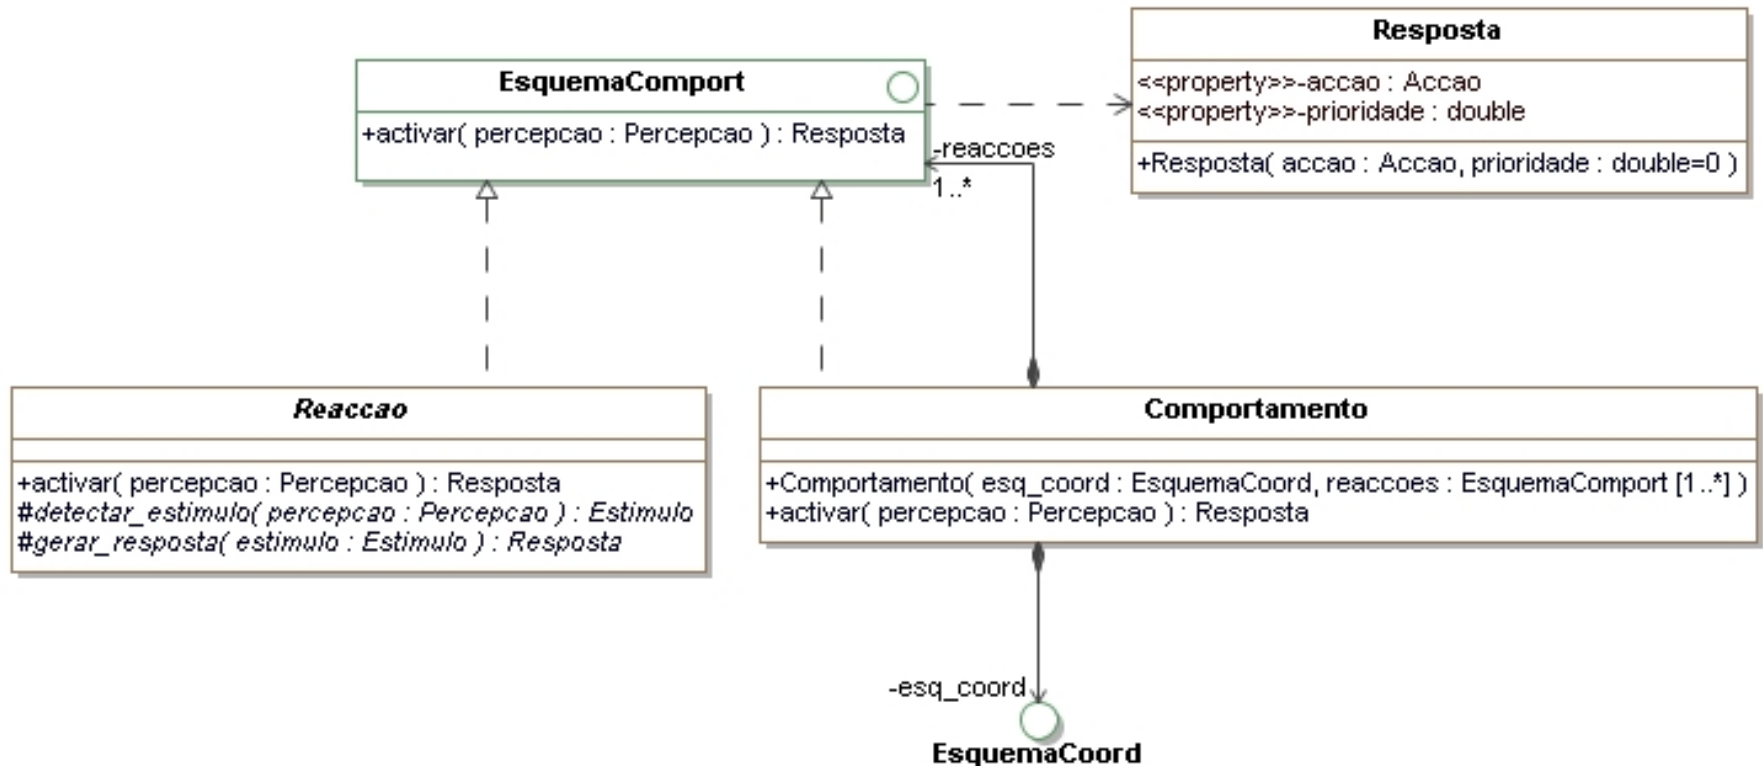 Resposta
<<property>>-accao : Accao
<<property>>-prioridade : double
+Resposta( accao : Accao, prioridade : double=0 )
EsquemaComport
+activar( percepcao : Percepcao ) : Resposta
-reaccoes
1..*
Reaccao
+activar( percepcao : Percepcao ) : Resposta
#detectar_estimulo( percepcao : Percepcao ) : Estimulo
#gerar_resposta( estimulo : Estimulo ) : Resposta
Comportamento
+Comportamento( esq_coord : EsquemaCoord, reaccoes : EsquemaComport [1..*] )
+activar( percepcao : Percepcao ) : Resposta
-esq_coord
EsquemaCoord